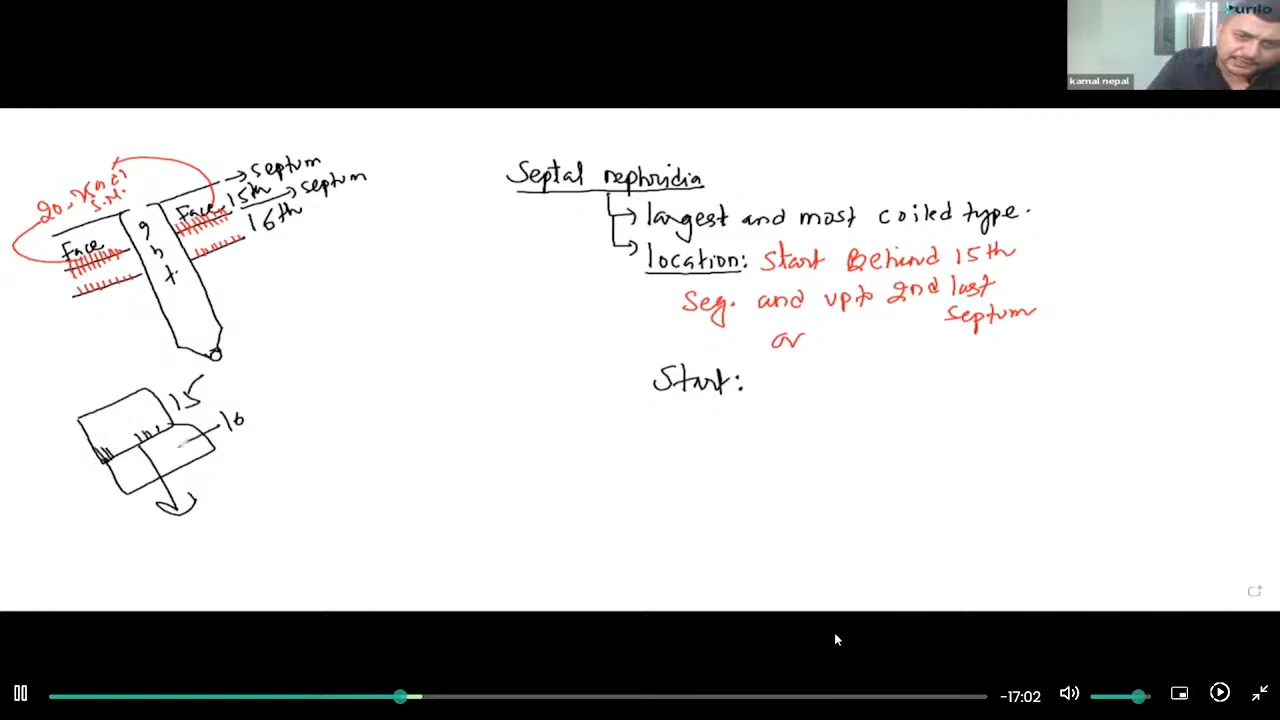 urilo
kamal nepal
Septal nephridia
largest and most coiled type.
location: Start Behind 15th
Seg. and upto 2nd last
septum
or
Start:
septum
septum
15th
16th
Face
Face
S.N.
g
t
15
16
-17:02